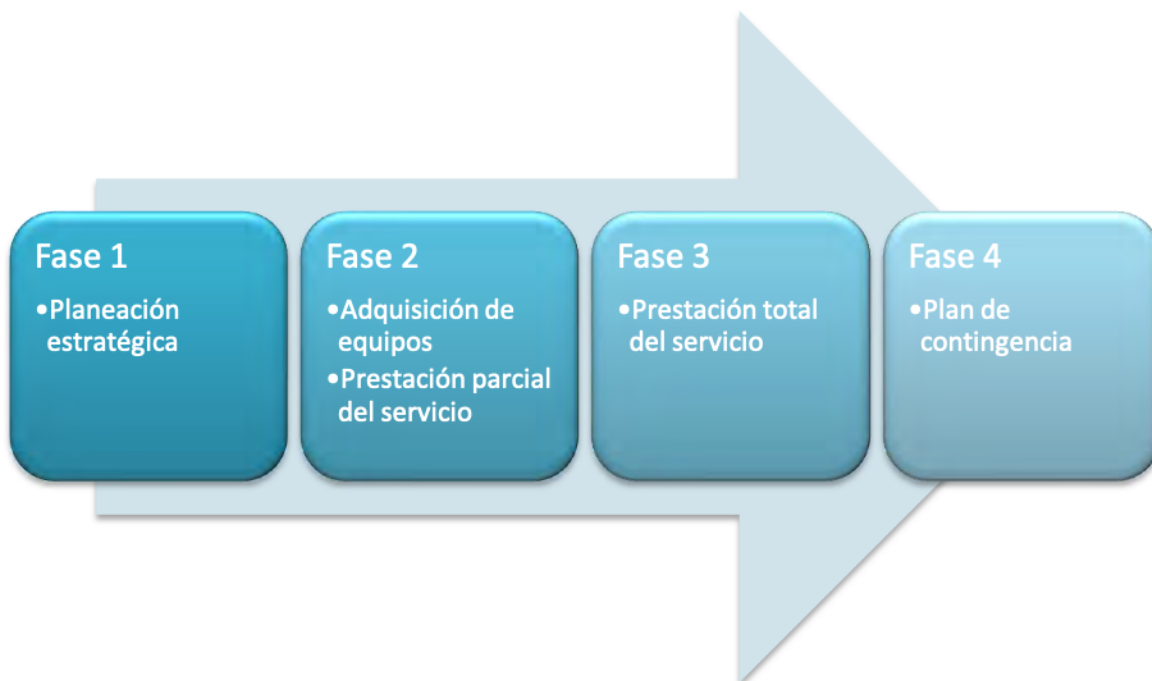 Fase 1
•Planeación
estratégica
Fase 2
•Adquisición de
equipos
•Prestación parcial
del servicio
Fase 3
•Prestación total
del servicio
Fase 4
•Plan de
contingencia